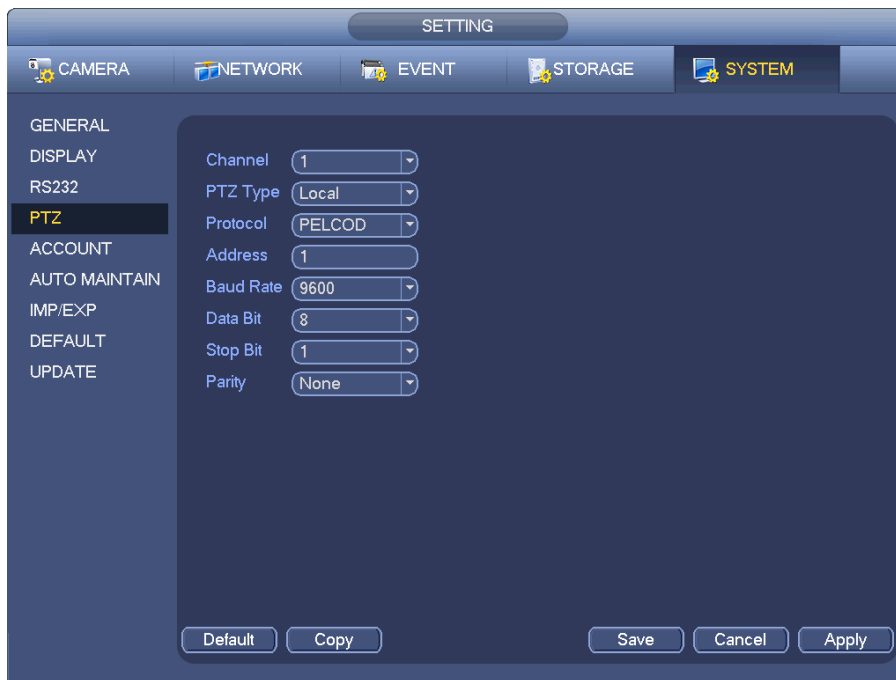 SETTING
CAMERA NETWORK EVENT STORAGE SYSTEM
GENERAL
DISPLAY
RS232
PTZ
ACCOUNT
AUTO MAINTAIN
IMP/EXP
DEFAULT
UPDATE
Channel 1
PTZ Type Local
Protocol PELCOD
Address 1
Baud Rate 9600
Data Bit 8
Stop Bit 1
Parity None
Default Copy Save Cancel Apply